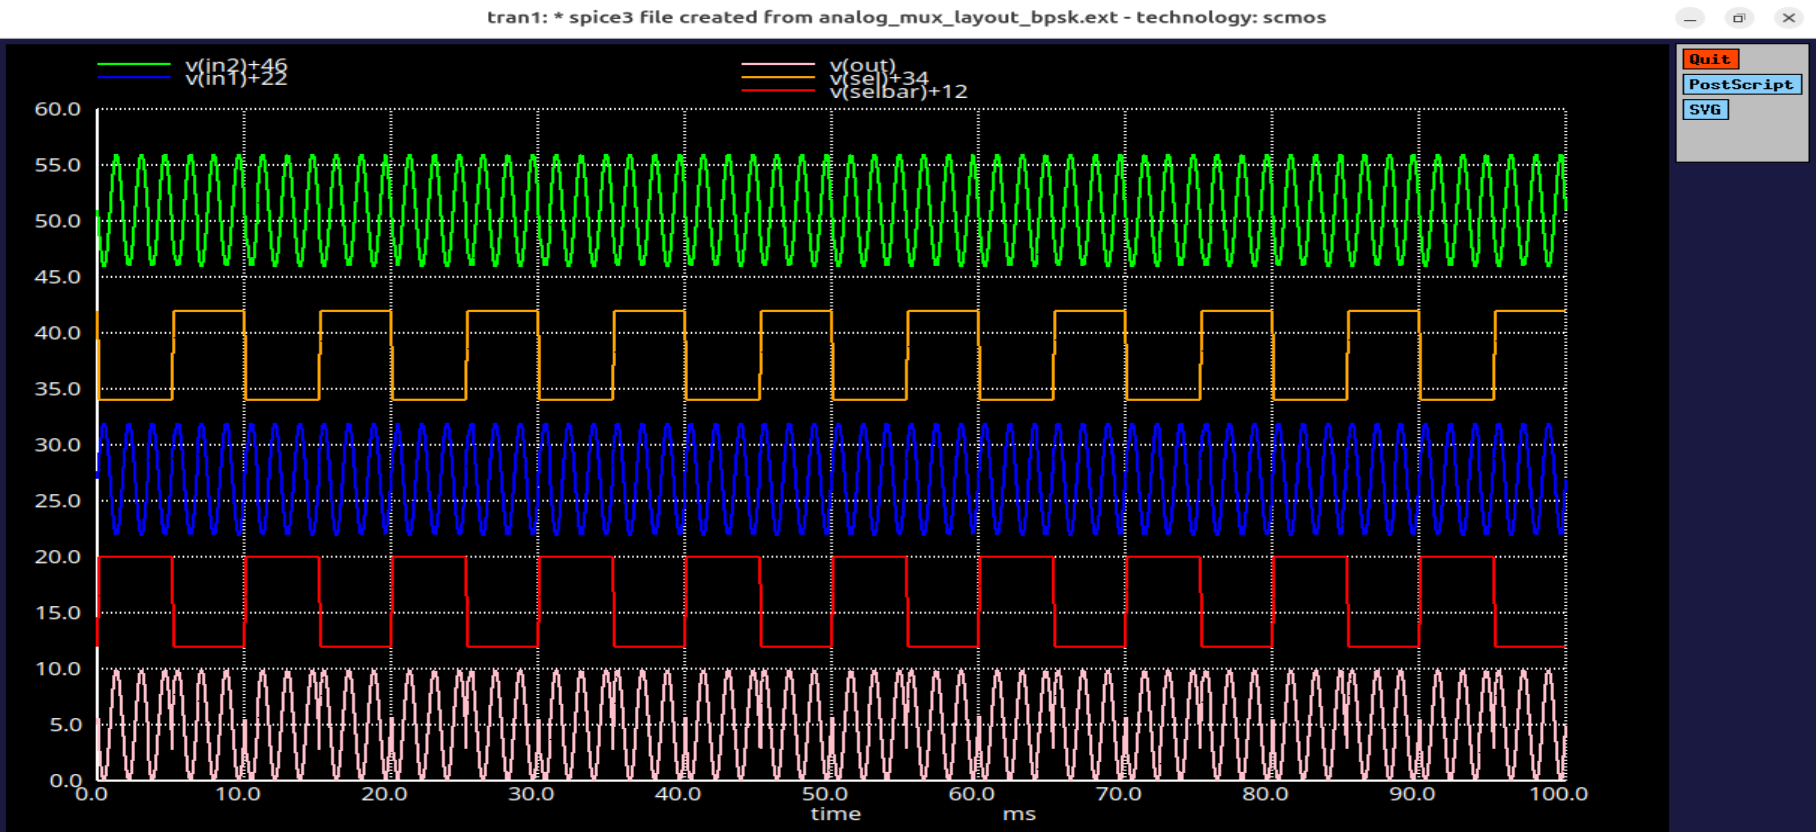 tran1: * spice3 file created from analog_mux_layout_bpsk.ext - technology: scmos
Quit
PostScript
SVG
v(in2)+46
v(in1)+22
v(out)
v(sel)+34
v(selbar)+12
60.0
55.0
50.0
45.0
40.0
35.0
30.0
25.0
20.0
15.0
10.0
5.0
0.0
0.0 10.0 20.0 30.0 40.0 50.0 60.0 70.0 80.0 90.0 100.0
time ms